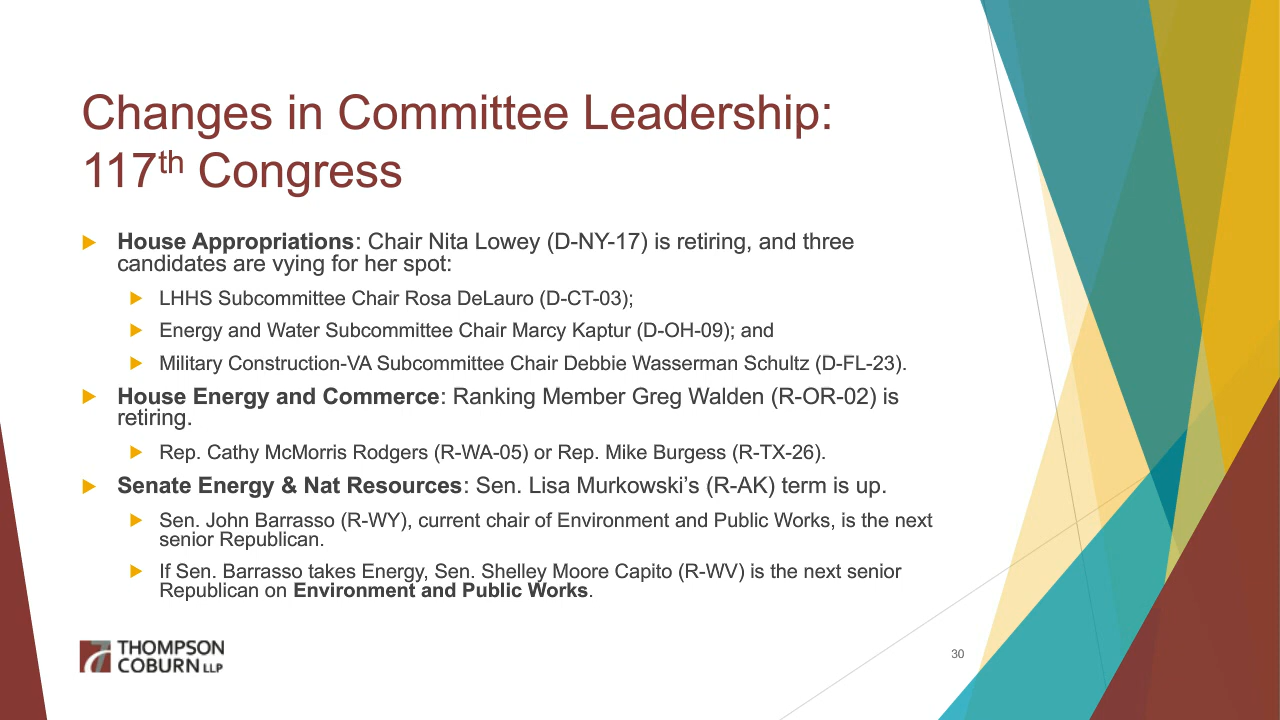 Changes in Committee Leadership:
117th Congress
House Appropriations: Chair Nita Lowey (D-NY-17) is retiring, and three
candidates are vying for her spot:
LHHS Subcommittee Chair Rosa DeLauro (D-CT-03);
Energy and Water Subcommittee Chair Marcy Kaptur (D-OH-09); and
Military Construction-VA Subcommittee Chair Debbie Wasserman Schultz (D-FL-23).
House Energy and Commerce: Ranking Member Greg Walden (R-OR-02) is
retiring.
Rep. Cathy McMorris Rodgers (R-WA-05) or Rep. Mike Burgess (R-TX-26).
Senate Energy & Nat Resources: Sen. Lisa Murkowski’s (R-AK) term is up.
Sen. John Barrasso (R-WY), current chair of Environment and Public Works, is the next
senior Republican.
If Sen. Barrasso takes Energy, Sen. Shelley Moore Capito (R-WV) is the next senior
Republican on Environment and Public Works.
THOMPSON
COBURN LLP
30